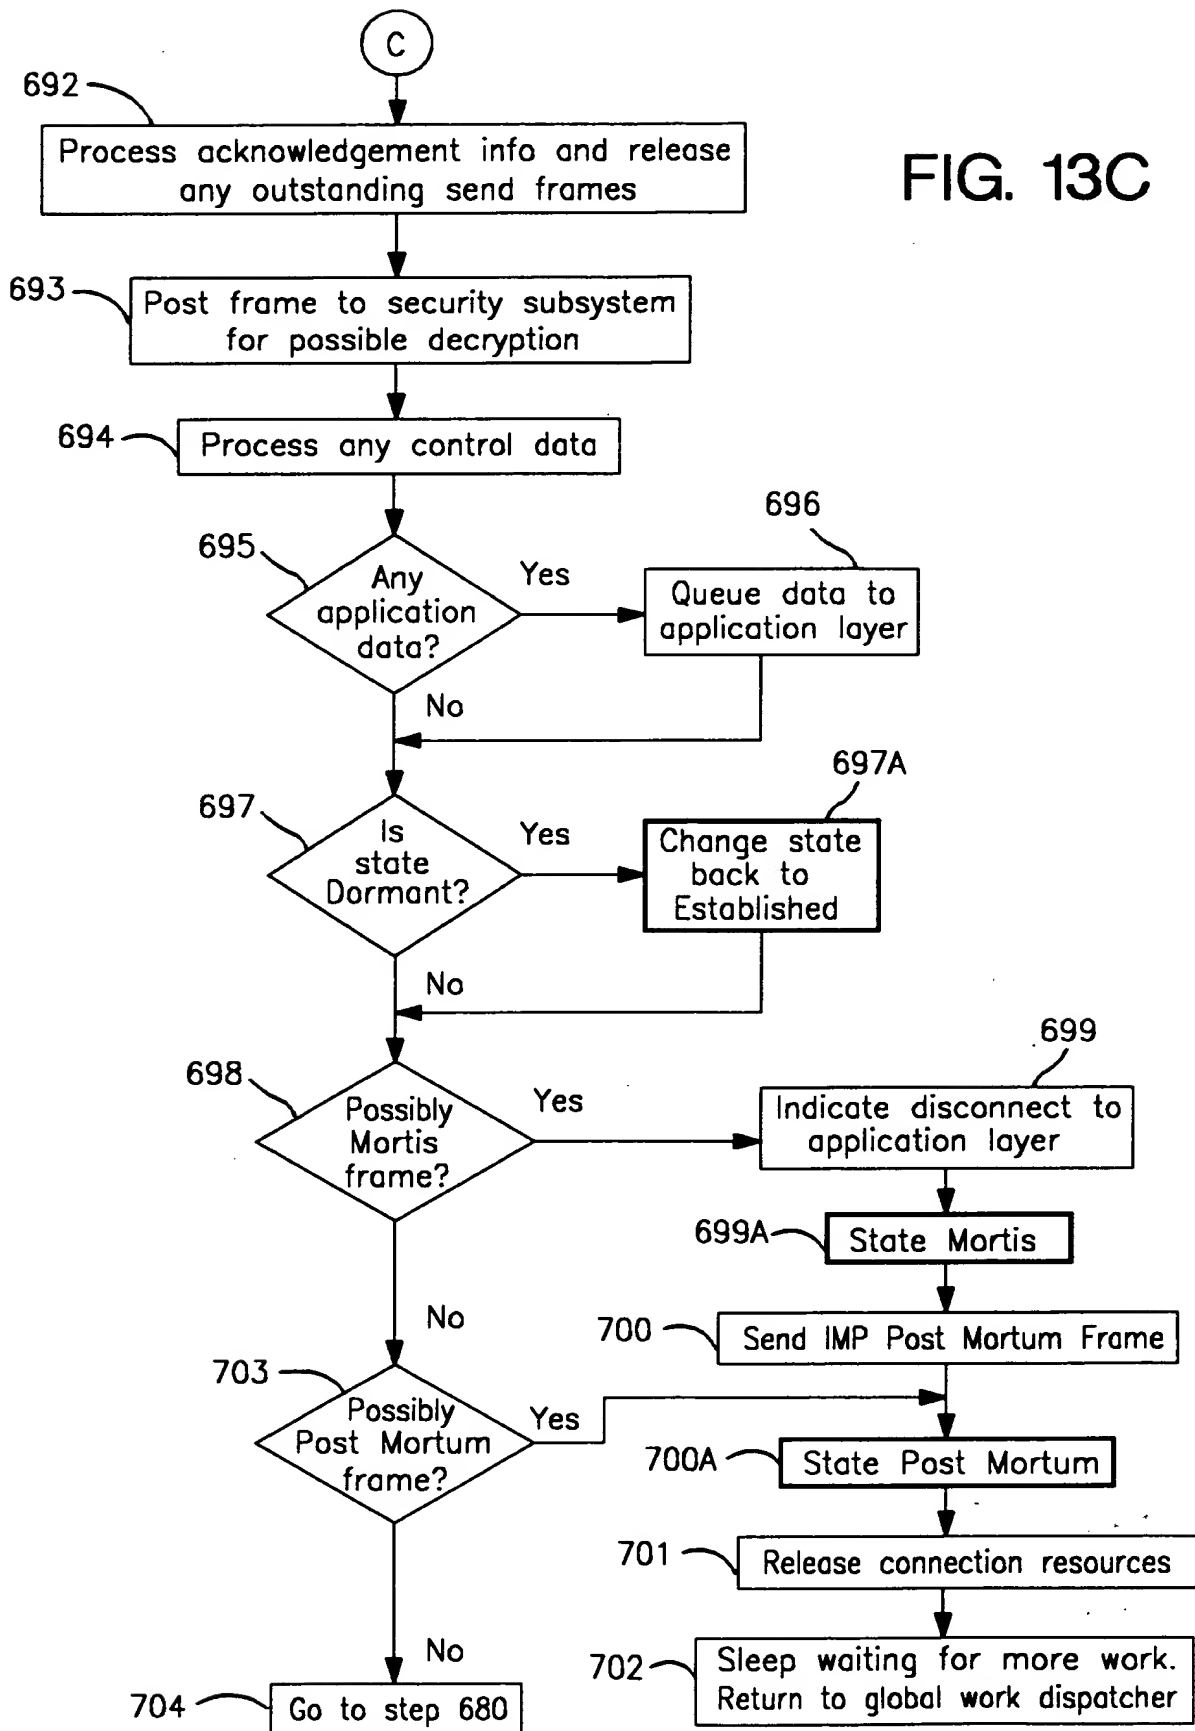 C
692
Process acknowledgement info and release
any outstanding send frames
FIG. 13C
693
Post frame to security subsystem
for possible decryption
694
Process any control data
695
Any
application
data?
Yes
696
Queue data to
application layer
No
697
Is
state
Dormant?
Yes
697A
Change state
back to
Established
No
698
Possibly
Mortis
frame?
Yes
699
Indicate disconnect to
application layer
699A
State Mortis
No
700
Send IMP Post Mortum Frame
703
Possibly
Post Mortum
frame?
Yes
700A
State Post Mortum
701
Release connection resources
No
702
Sleep waiting for more work.
Return to global work dispatcher
704
Go to step 680